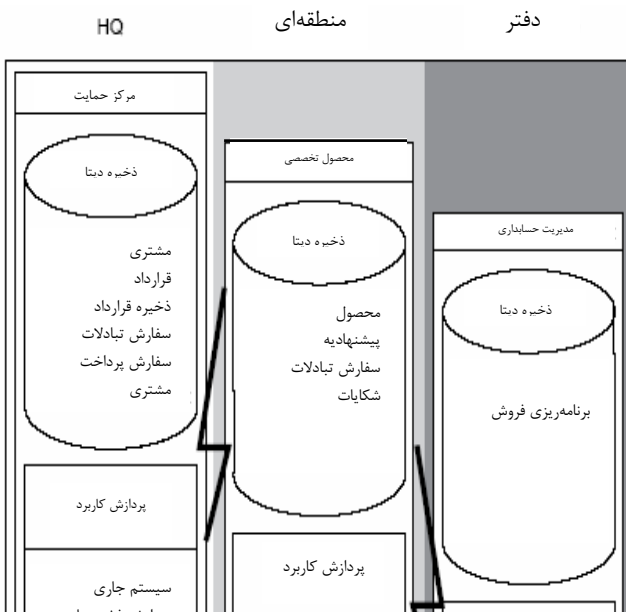 HQ
منطقه‌ای
دفتر
مرکز حمایت
ذخیره دیتا
مشتری
قرارداد
ذخیره قرارداد
سفارش تبادلات
سفارش پرداخت
مشتری
پردازش کاربرد
سیستم جاری
محصول تخصصی
ذخیره دیتا
محصول
پیشنهادیه
سفارش تبادلات
شکایات
پردازش کاربرد
مدیریت حسابداری
ذخیره دیتا
برنامه‌ریزی فروش